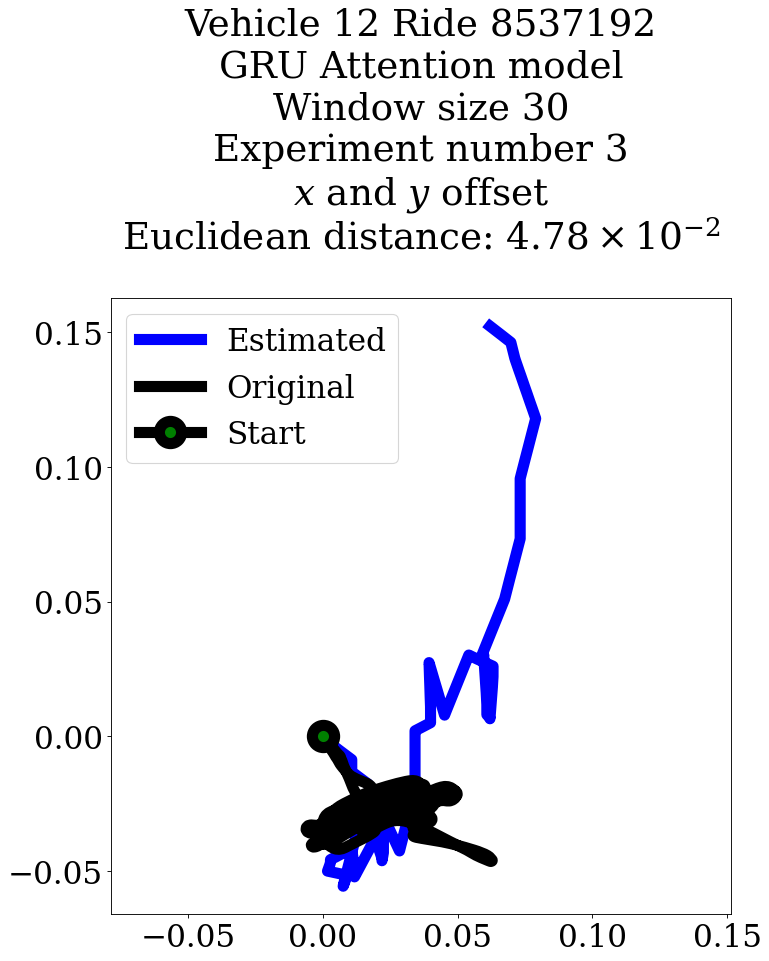 Vehicle 12 Ride 8537192
GRU Attention model
Window size 30
Experiment number 3
x and y offset
Euclidean distance: 4.78 × 10⁻²
Estimated
Original
Start
0.15
0.10
0.05
0.00
−0.05
−0.05 0.00 0.05 0.10 0.15